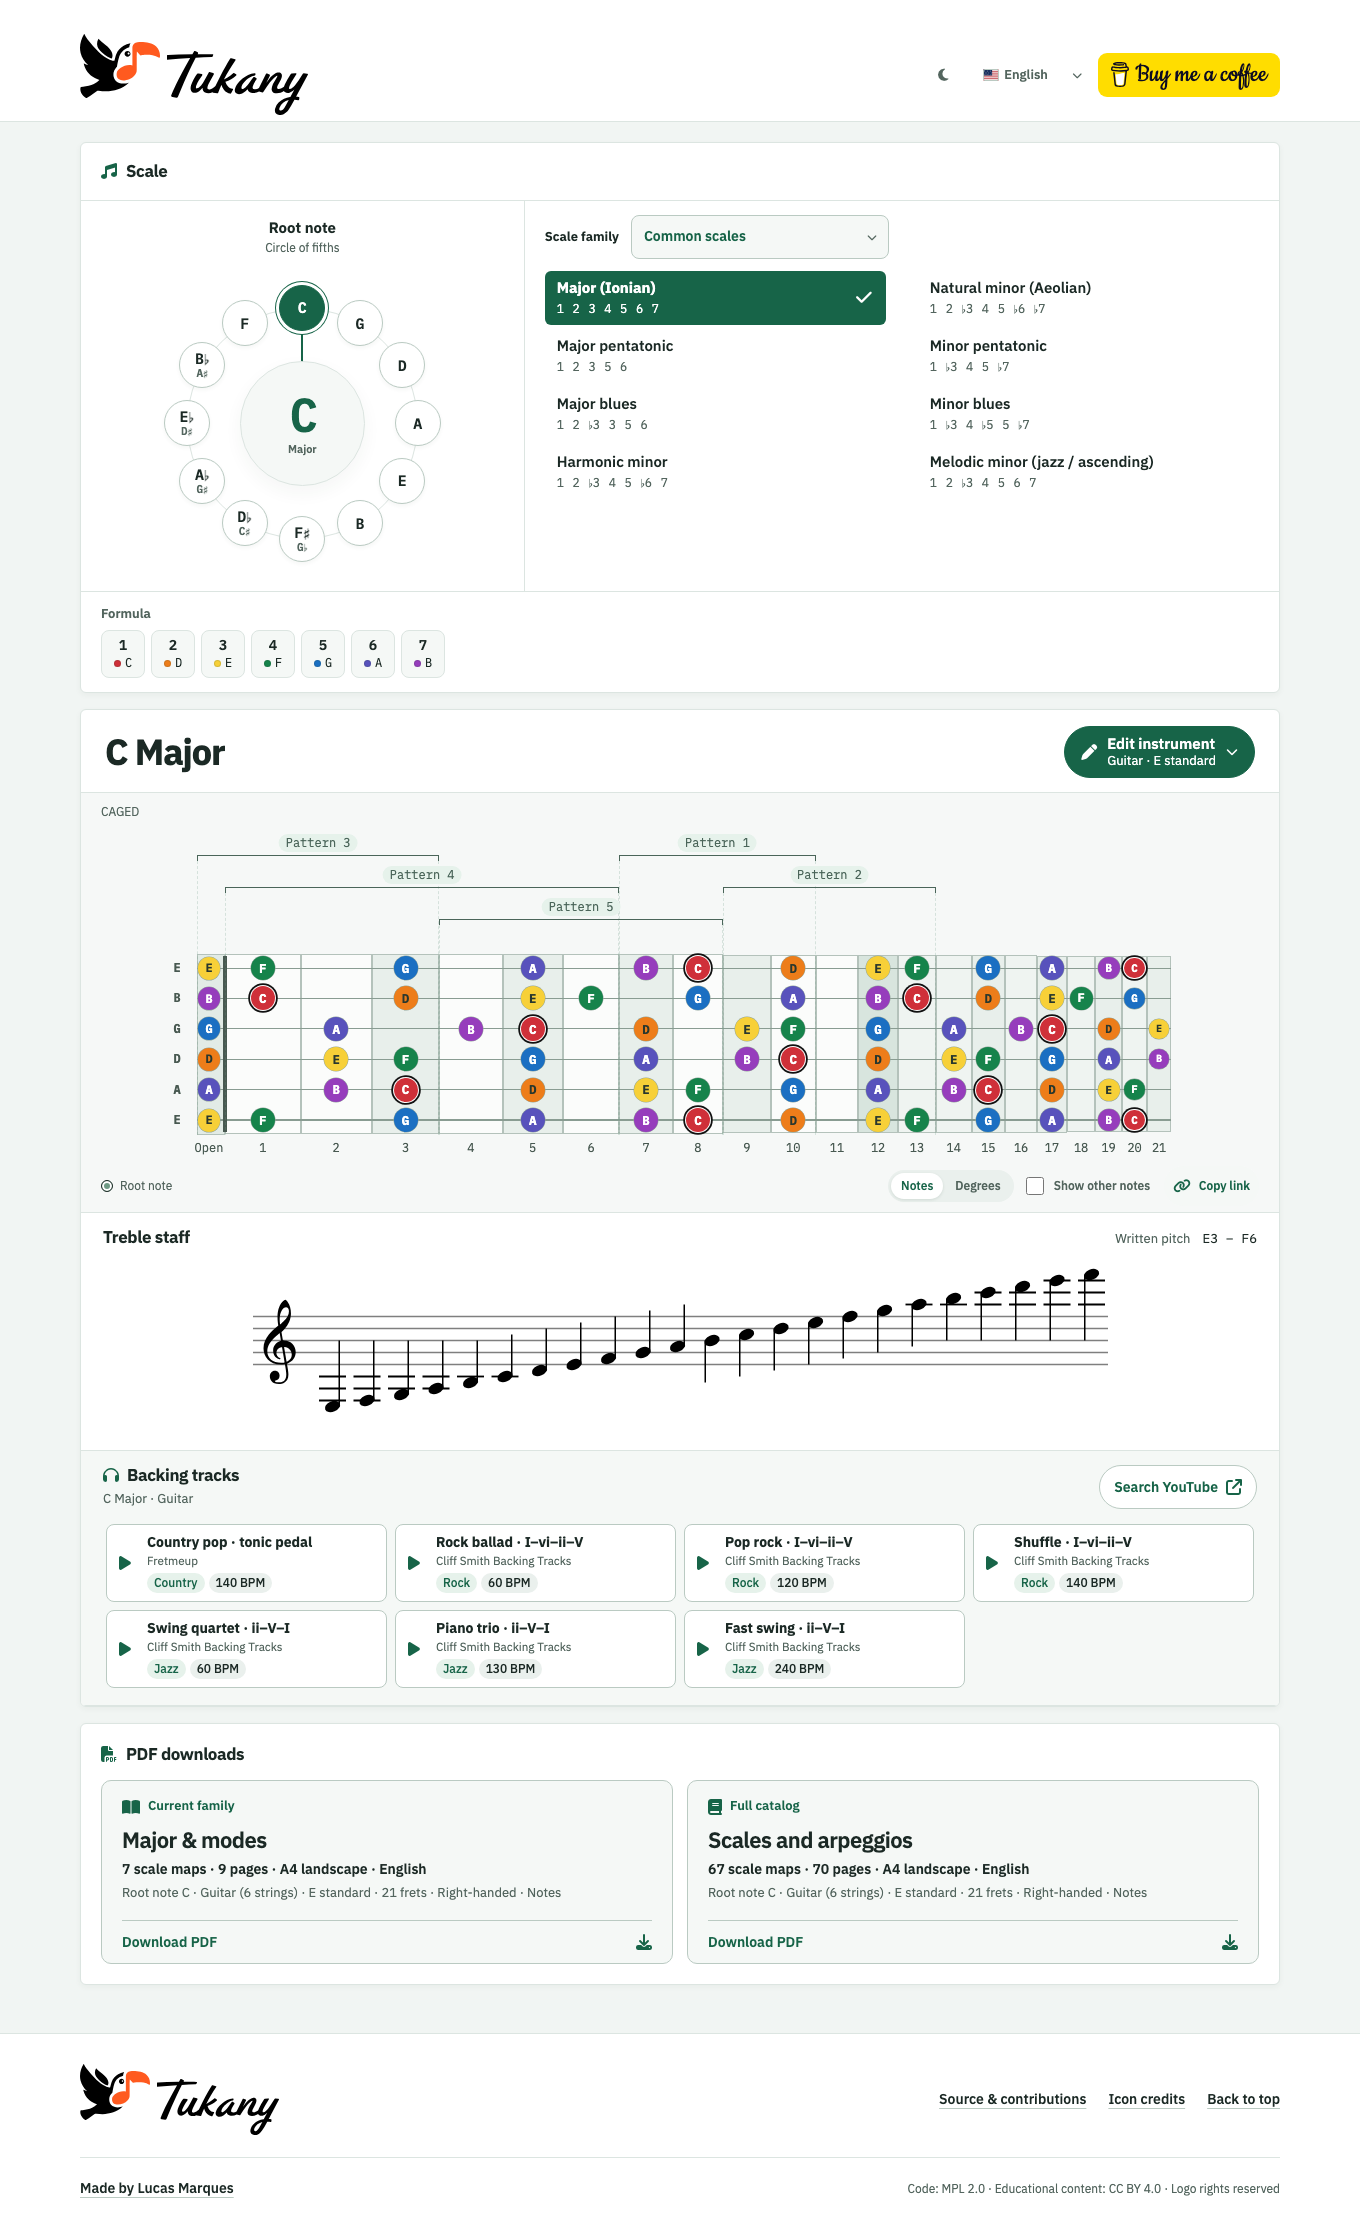 Tukany
English
Buy me a coffee
Scale
Root note
Circle of fifths
C
F
G
B♭
A♯
D
E♭
D♯
C
Major
A
A♭
G♯
E
D♭
C♯
B
F♯
G♭
Scale family
Common scales
Major (Ionian)
1 2 3 4 5 6 7
Natural minor (Aeolian)
1 2 ♭3 4 5 ♭6 ♭7
Major pentatonic
1 2 3 5 6
Minor pentatonic
1 ♭3 4 5 ♭7
Major blues
1 2 ♭3 3 5 6
Minor blues
1 ♭3 4 ♭5 5 ♭7
Harmonic minor
1 2 ♭3 4 5 ♭6 7
Melodic minor (jazz / ascending)
1 2 ♭3 4 5 6 7
Formula
1 2 3 4 5 6 7
C D E F G A B
C Major
Edit instrument
Guitar · E standard
CAGED
Pattern 3
Pattern 1
Pattern 4
Pattern 2
Pattern 5
E E F G A B C D E F G A B C
B B C D E F G A B C D E F G
G G A B C D E F G A B C D E
D D E F G A B C D E F G A B
A A B C D E F G A B C D E F
E E F G A B C D E F G A B C
Open 1 2 3 4 5 6 7 8 9 10 11 12 13 14 15 16 17 18 19 20 21
Root note
Notes
Degrees
Show other notes
Copy link
Treble staff
Written pitch E3 – F6
Backing tracks
C Major · Guitar
Search YouTube
Country pop · tonic pedal
Fretmeup
Country 140 BPM
Rock ballad · I–vi–ii–V
Cliff Smith Backing Tracks
Rock 60 BPM
Pop rock · I–vi–ii–V
Cliff Smith Backing Tracks
Rock 120 BPM
Shuffle · I–vi–ii–V
Cliff Smith Backing Tracks
Rock 140 BPM
Swing quartet · ii–V–I
Cliff Smith Backing Tracks
Jazz 60 BPM
Piano trio · ii–V–I
Cliff Smith Backing Tracks
Jazz 130 BPM
Fast swing · ii–V–I
Cliff Smith Backing Tracks
Jazz 240 BPM
PDF downloads
Current family
Major & modes
7 scale maps · 9 pages · A4 landscape · English
Root note C · Guitar (6 strings) · E standard · 21 frets · Right-handed · Notes
Download PDF
Full catalog
Scales and arpeggios
67 scale maps · 70 pages · A4 landscape · English
Root note C · Guitar (6 strings) · E standard · 21 frets · Right-handed · Notes
Download PDF
Tukany
Source & contributions
Icon credits
Back to top
Made by Lucas Marques
Code: MPL 2.0 · Educational content: CC BY 4.0 · Logo rights reserved